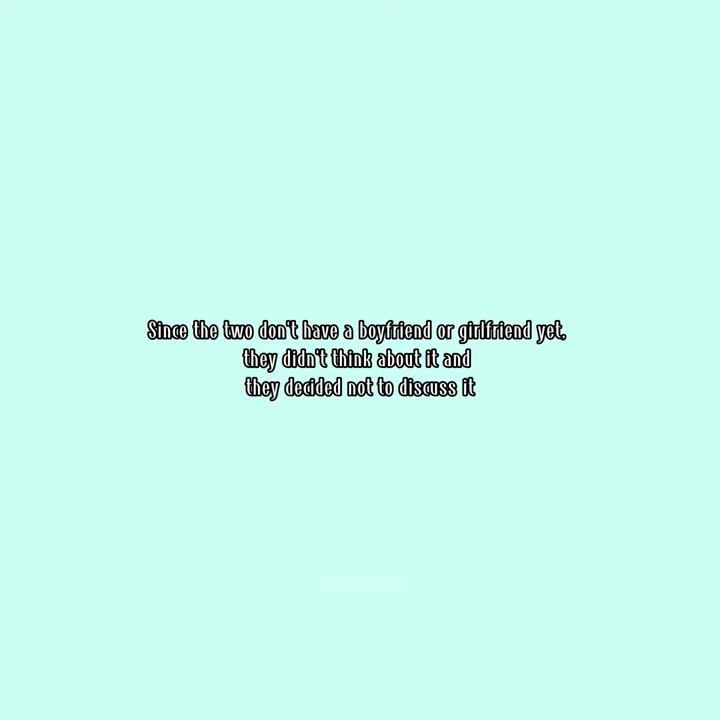 Since the two don't have a boyfriend or girlfriend yet,
they didn't think about it and
they decided not to discuss it